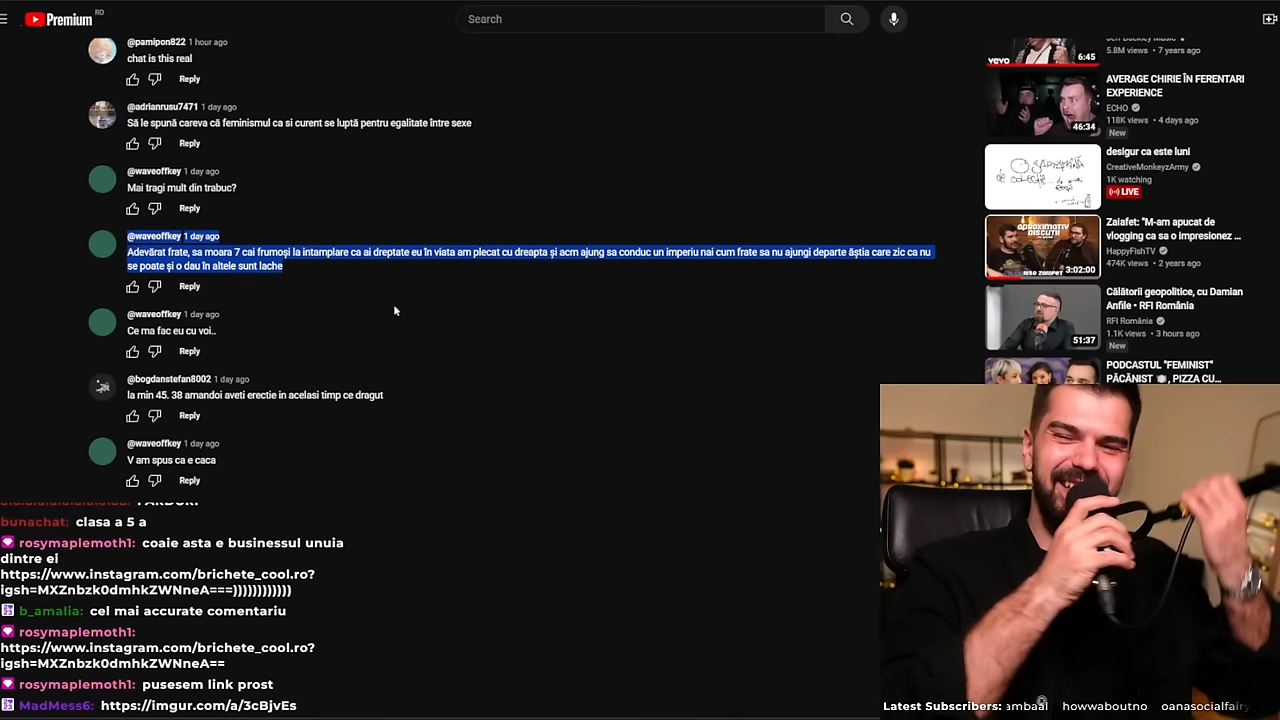 Premium RO
Search
@pamipon822 1 hour ago
chat is this real
Reply
@adrianrusu7471 1 day ago
Să le spună careva că feminismul ca si curent se luptă pentru egalitate între sexe
Reply
@waveoffkey 1 day ago
Mai tragi mult din trabuc?
Reply
@waveoffkey 1 day ago
Adevărat frate, sa moara 7 cai frumoși la intamplare ca ai dreptate eu în viata am plecat cu dreapta și acm ajung sa conduc un imperiu nai cum frate sa nu ajungi departe ăștia care zic ca nu
se poate și o dau în altele sunt lache
Reply
@waveoffkey 1 day ago
Ce ma fac eu cu voi..
Reply
@bogdanstefan8002 1 day ago
la min 45. 38 amandoi aveti erectie in acelasi timp ce dragut
Reply
@waveoffkey 1 day ago
V am spus ca e caca
Reply
bunachat: clasa a 5 a
rosymaplemoth1: coaie asta e businessul unuia
dintre ei
https://www.instagram.com/brichete_cool.ro?
igsh=MXZnbzk0dmhkZWNneA===))))))))))))
b_amalia: cel mai accurate comentariu
rosymaplemoth1:
https://www.instagram.com/brichete_cool.ro?
igsh=MXZnbzk0dmhkZWNneA==
rosymaplemoth1: pusesem link prost
MadMess6: https://imgur.com/a/3cBjvEs
vevo
6:45
5.8M views • 7 years ago
46:34
AVERAGE CHIRIE ÎN FERENTARI
EXPERIENCE
ECHO
118K views • 4 days ago
New
desigur ca este luni
CreativeMonkeyzArmy
1K watching
LIVE
APROXIMATIV
DISCUȚII
3:02:00
Zaiafet: "M-am apucat de
vlogging ca sa o impresionez ...
HappyFishTV
474K views • 2 years ago
51:37
Călătorii geopolitice, cu Damian
Anfile • RFI România
RFI România
1.1K views • 3 hours ago
New
PODCASTUL "FEMINIST"
PĂCĂNIST , PIZZA CU...
Latest Subscribers: ambaal howwaboutno oanasocialfairy